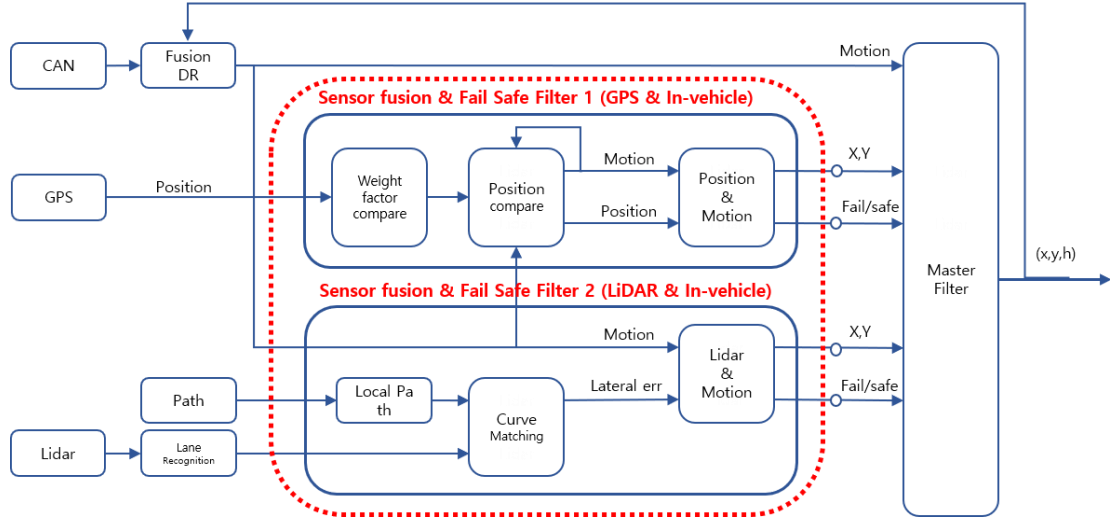 CAN
Fusion
DR
Motion
Sensor fusion & Fail Safe Filter 1 (GPS & In-vehicle)
GPS
Position
Weight
factor
compare
Position
compare
Motion
Position
Position
&
Motion
X,Y
Fail/safe
Master
Filter
(x,y,h)
Sensor fusion & Fail Safe Filter 2 (LiDAR & In-vehicle)
Motion
Lidar
&
Motion
X,Y
Fail/safe
Path
Local Pa
th
Lateral err
Curve
Matching
Lidar
Lane
Recognition